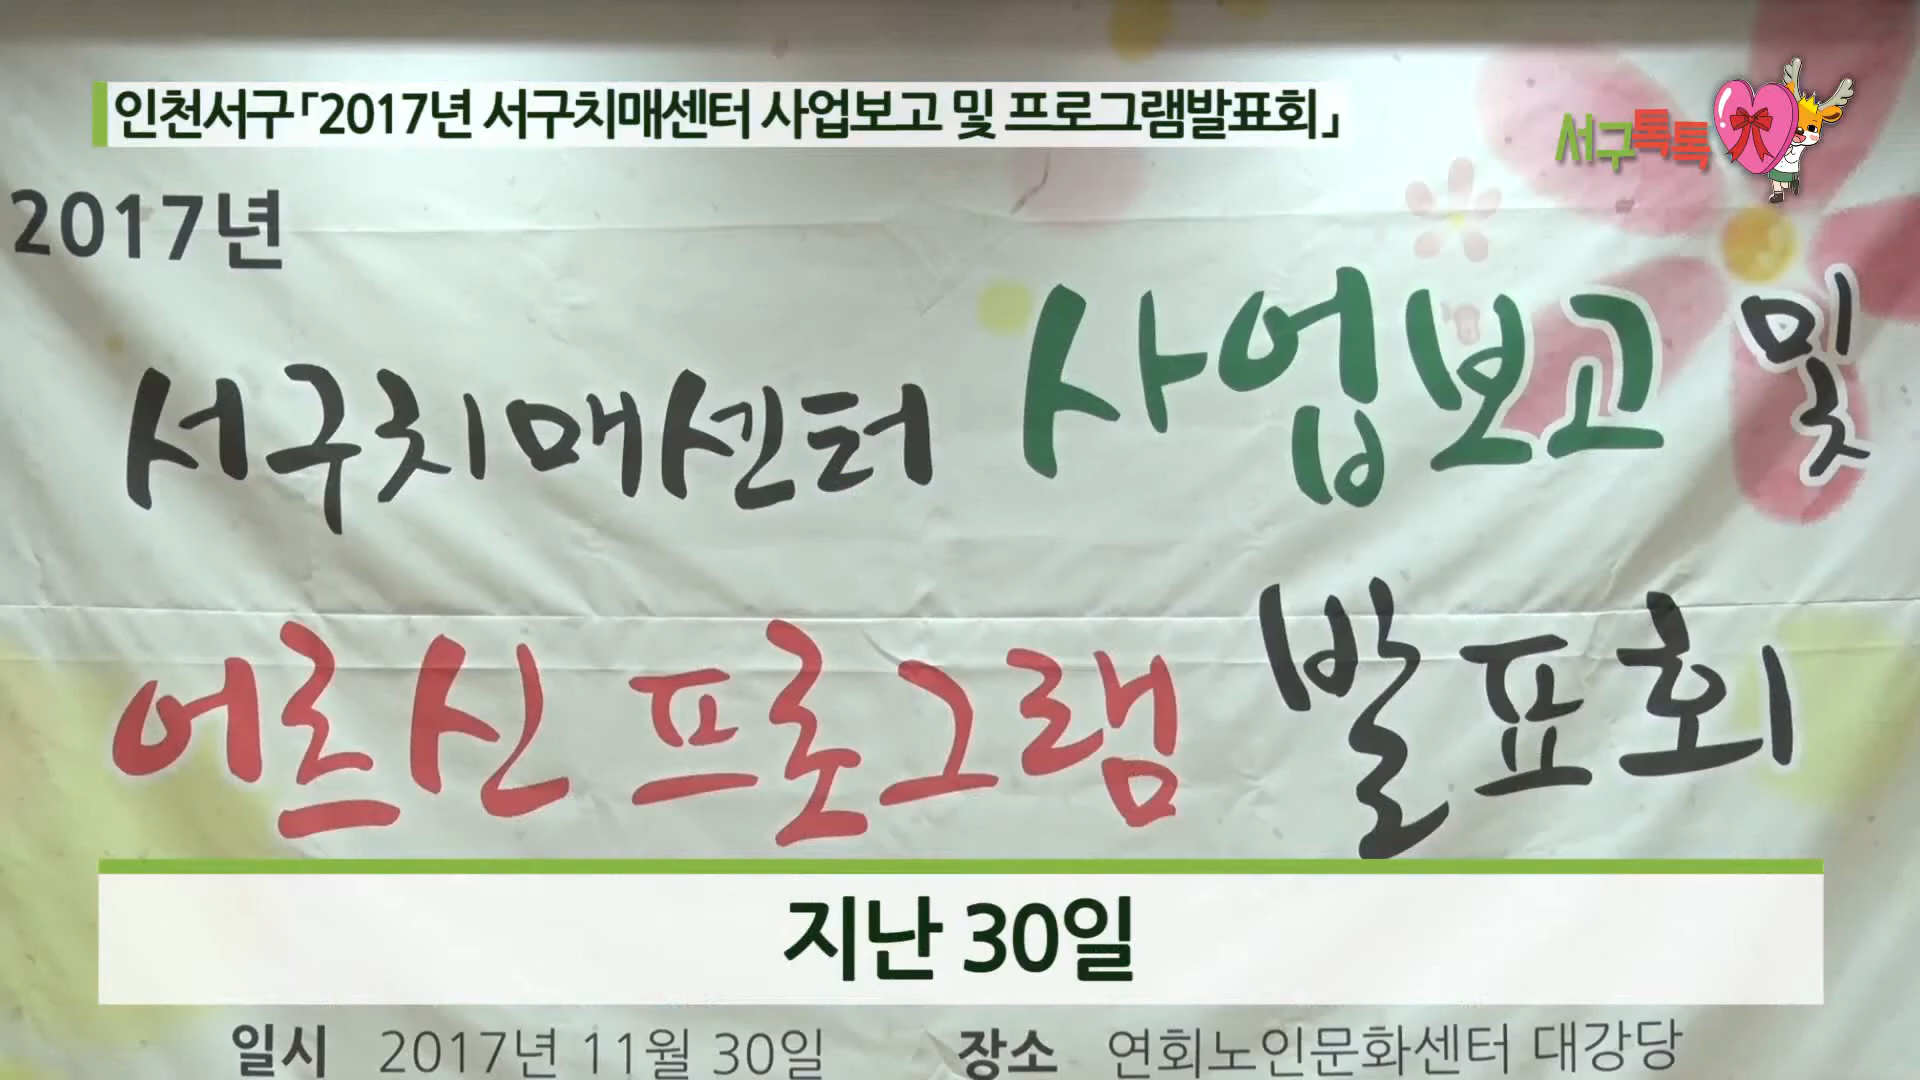 인천서구「2017년 서구치매센터 사업보고 및 프로그램발표회」
서구톡톡
2017년
서구치매센터 사업보고 및
어르신 프로그램 발표회
지난 30일
일시 2017년 11월 30일 장소 연회노인문화센터 대강당